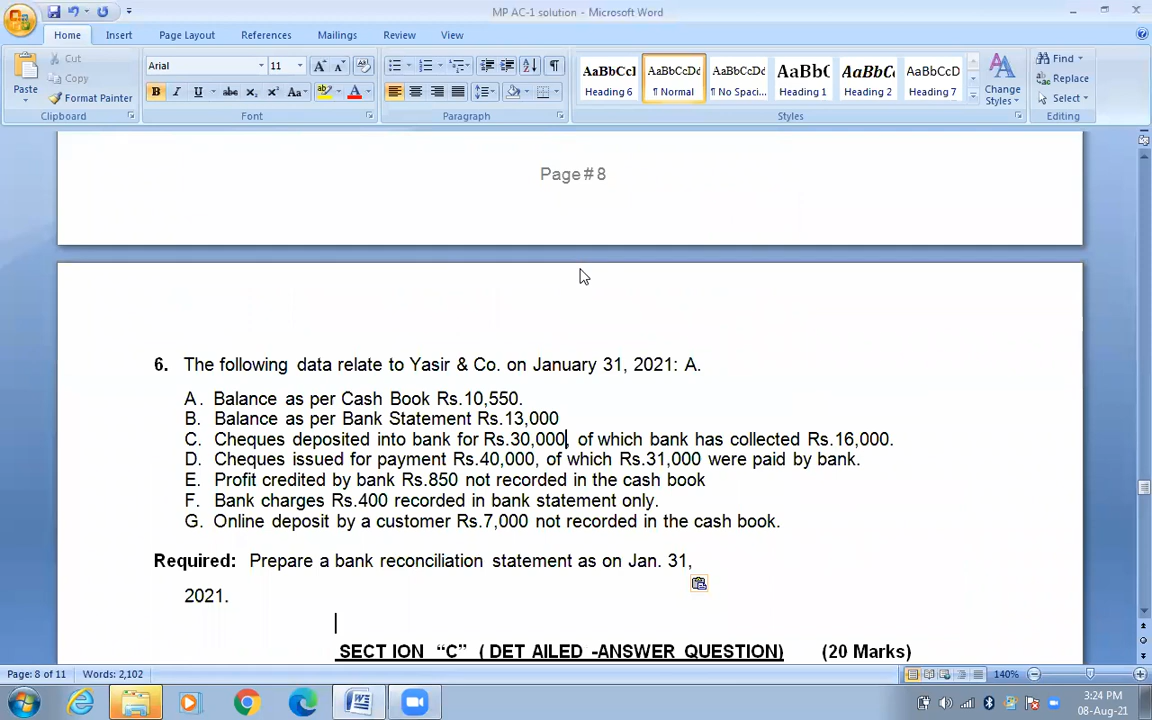 MP AC-1 solution - Microsoft Word
Home Insert Page Layout References Mailings Review View
Paste
Cut
Copy
Format Painter
Clipboard
Arial 11
B I U abc x₂ x² Aa
Font
Paragraph
AaBbCcI AaBbCcDd AaBbCcDd AaBbC AaBbC AaBbCcD
Heading 6 ¶ Normal ¶ No Spaci... Heading 1 Heading 2 Heading 7
Styles
Change Styles
Find
Replace
Select
Editing
Page # 8
6. The following data relate to Yasir & Co. on January 31, 2021: A.
A. Balance as per Cash Book Rs.10,550.
B. Balance as per Bank Statement Rs.13,000
C. Cheques deposited into bank for Rs.30,000, of which bank has collected Rs.16,000.
D. Cheques issued for payment Rs.40,000, of which Rs.31,000 were paid by bank.
E. Profit credited by bank Rs.850 not recorded in the cash book
F. Bank charges Rs.400 recorded in bank statement only.
G. Online deposit by a customer Rs.7,000 not recorded in the cash book.
Required: Prepare a bank reconciliation statement as on Jan. 31,
2021.
SECT ION “C” ( DET AILED -ANSWER QUESTION) (20 Marks)
Page: 8 of 11 Words: 2,102 140%
3:24 PM
08-Aug-21